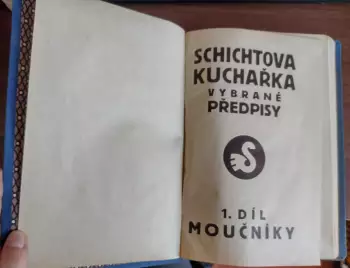 SCHICHTOVA
KUCHAŘKA
VYBRANÉ
PŘEDPISY
1. DÍL
MOUČNÍKY